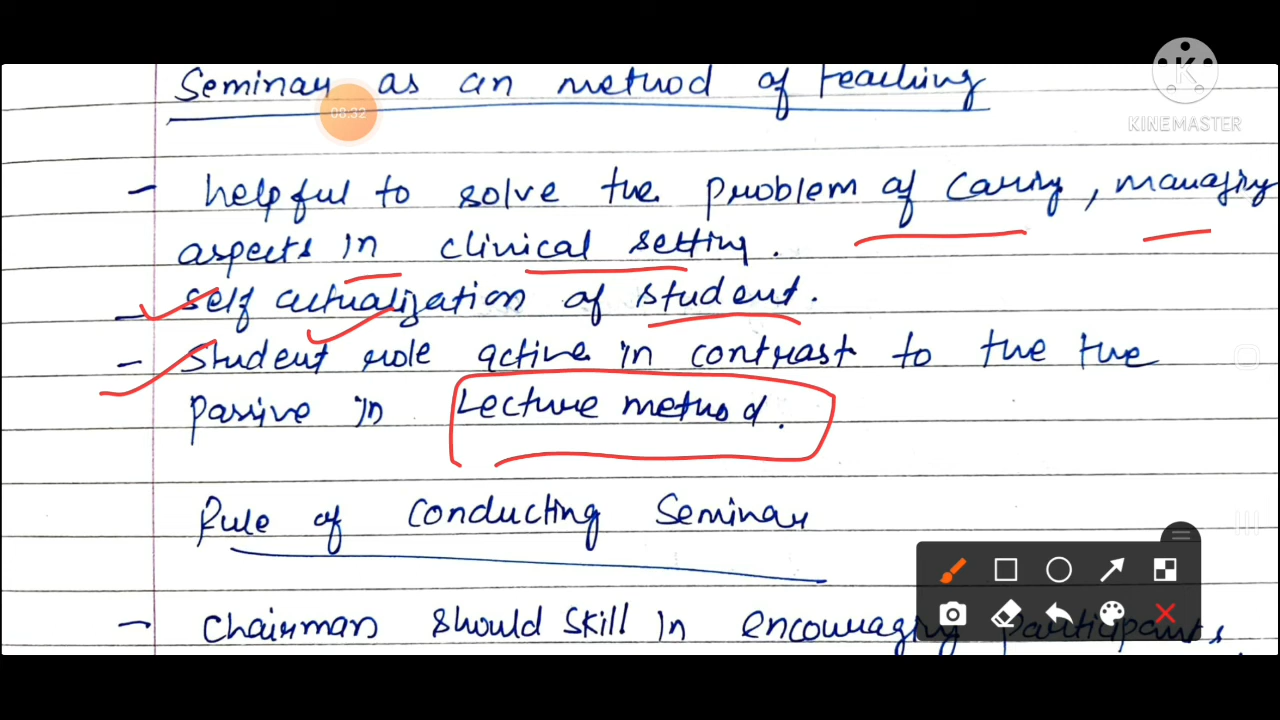 Seminar as an method of teaching
08:32
KINEMASTER
- helpful to solve the problem of caring, managing
aspects in clinical setting.
- Self actualization of student.
- Student role active in contrast to the the
passive in Lecture method.
Rule of conducting Seminar
- Chairman should skill in encouraging participants.